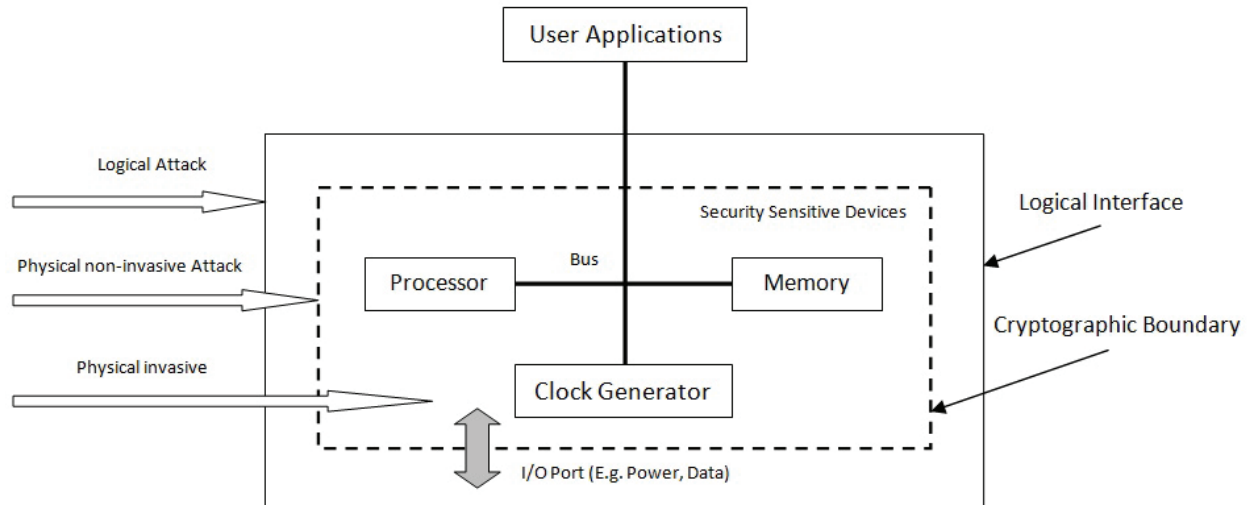 User Applications
Logical Attack
Security Sensitive Devices
Logical Interface
Physical non-invasive Attack
Bus
Processor
Memory
Cryptographic Boundary
Physical invasive
Clock Generator
I/O Port (E.g. Power, Data)